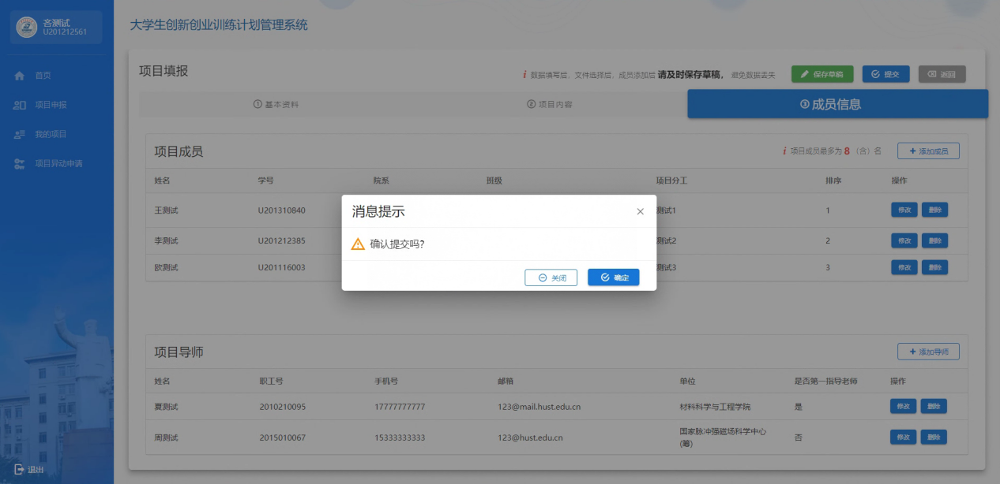 吝测试
U201212561
首页
项目申报
我的项目
项目异动申请
退出
大学生创新创业训练计划管理系统
项目填报
i 数据填写后、文件选择后，成员添加后 请及时保存草稿， 避免数据丢失
保存草稿 提交 返回
①基本资料 ②项目内容 ③成员信息
项目成员 i 项目成员最多为 8 （含）名 + 添加成员
姓名 学号 院系 班级 项目分工 排序 操作
王测试 U201310840 测试1 1 修改 删除
李测试 U201212385 测试2 2 修改 删除
欧测试 U201116003 测试3 3 修改 删除
消息提示 ×
确认提交吗?
关闭 确定
项目导师 + 添加导师
姓名 职工号 手机号 邮箱 单位 是否第一指导老师 操作
夏测试 2010210095 17777777777 123@mail.hust.edu.cn 材料科学与工程学院 是 修改 删除
周测试 2015010067 15333333333 123@hust.edu.cn 国家脉冲强磁场科学中心
(筹) 否 修改 删除